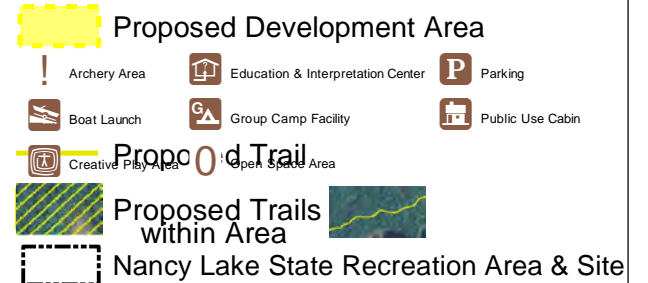 Proposed Development Area
! Archery Area
Education & Interpretation Center
P Parking
Boat Launch
G Group Camp Facility
Public Use Cabin
Proposed Trail
Creative Play Area
0 Open Space Area
Proposed Trails
within Area
Nancy Lake State Recreation Area & Site